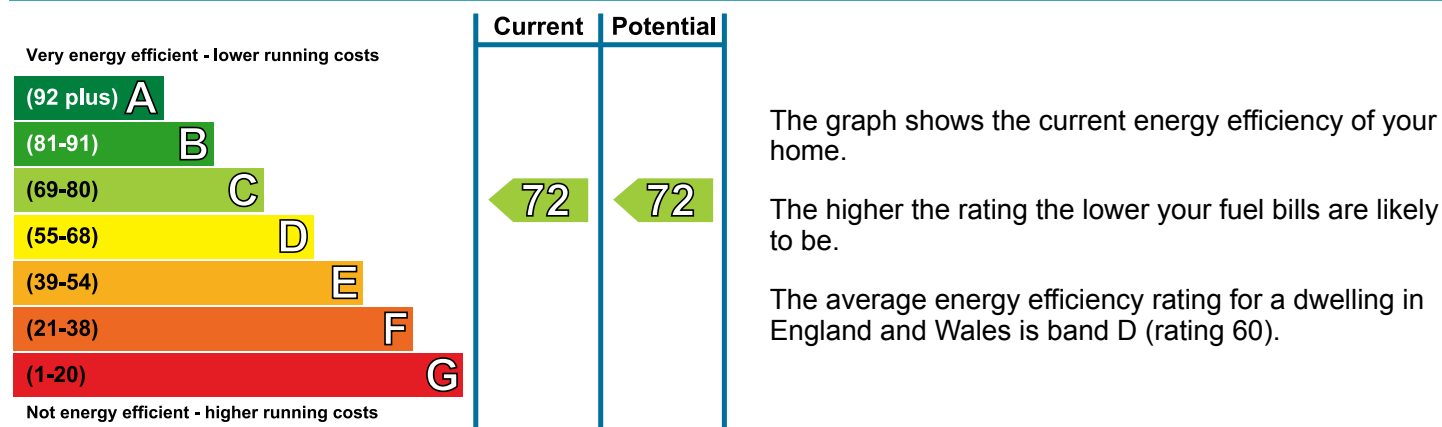 Current Potential
Very energy efficient - lower running costs
(92 plus) A
(81-91) B
(69-80) C
72 72
(55-68) D
(39-54) E
(21-38) F
(1-20) G
Not energy efficient - higher running costs
The graph shows the current energy efficiency of your
home.
The higher the rating the lower your fuel bills are likely
to be.
The average energy efficiency rating for a dwelling in
England and Wales is band D (rating 60).